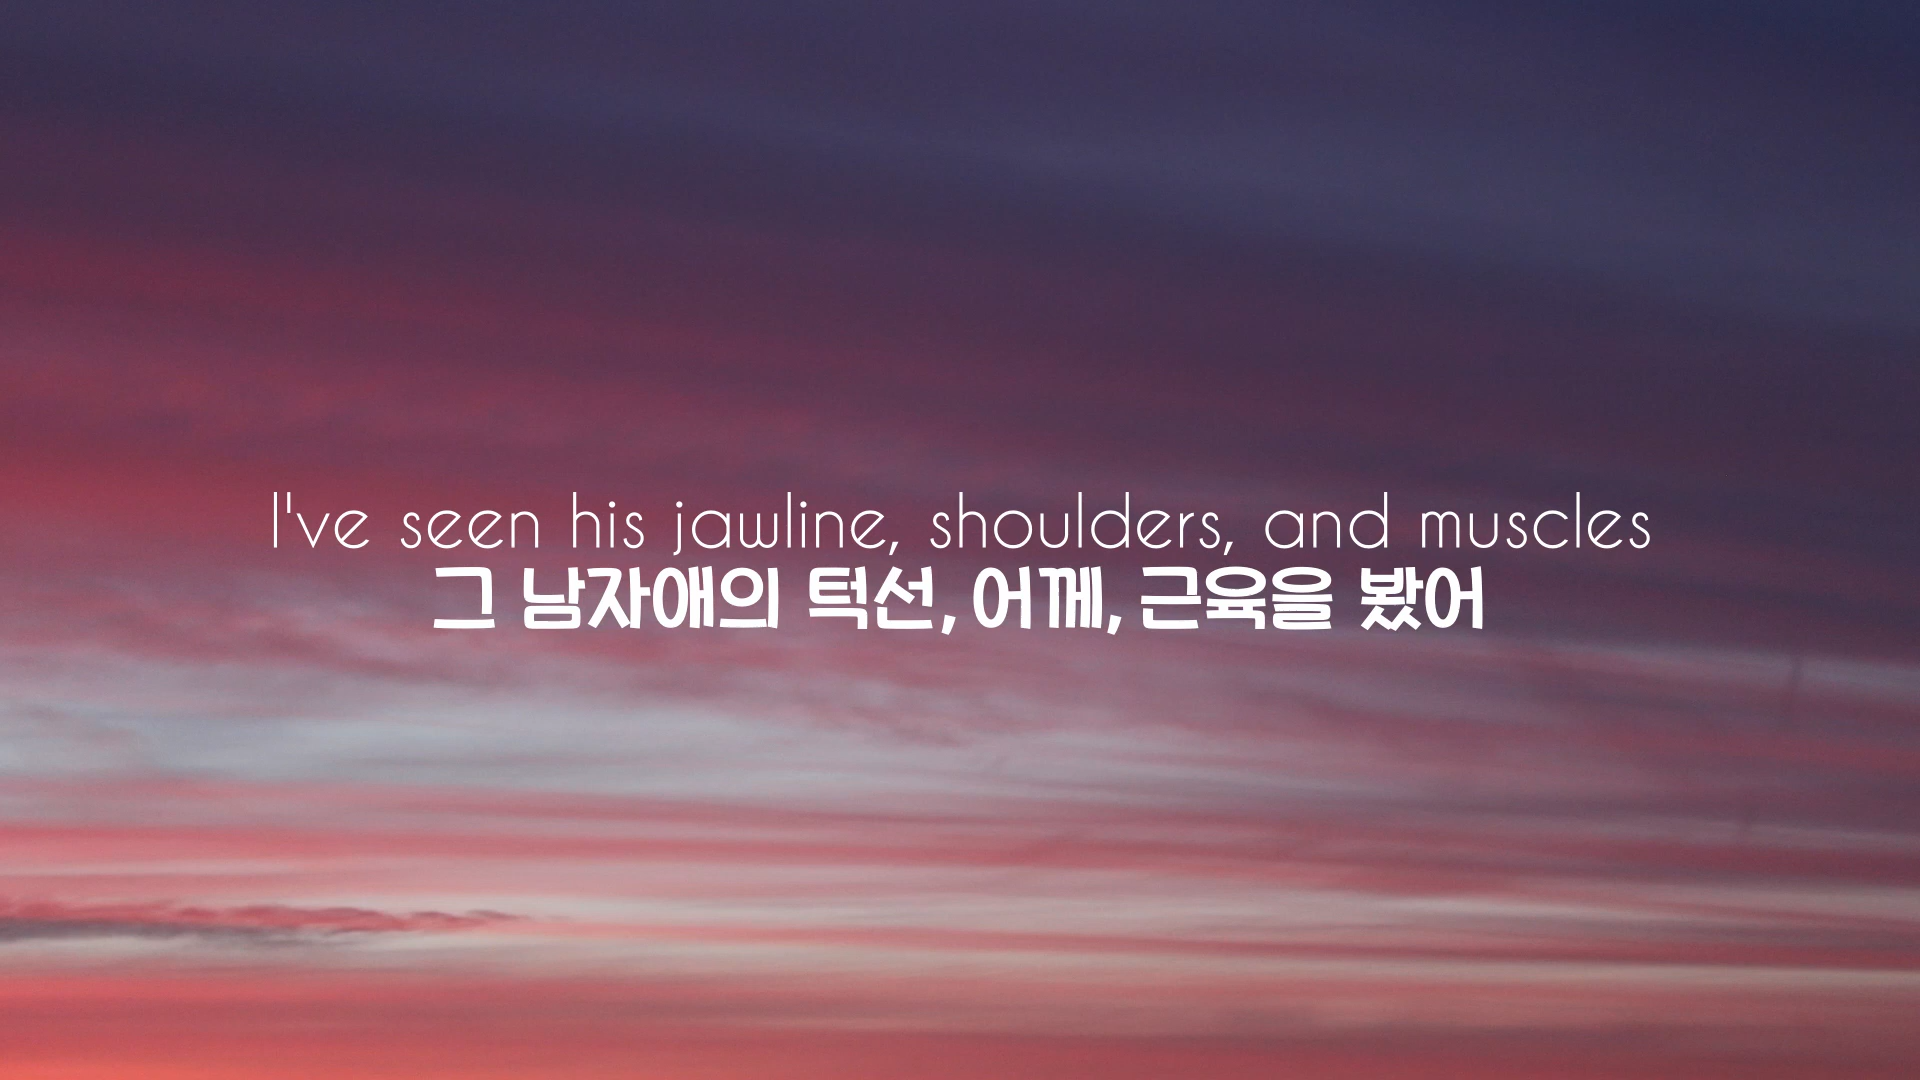 I've seen his jawline, shoulders, and muscles
그 남자애의 턱선, 어깨, 근육을 봤어